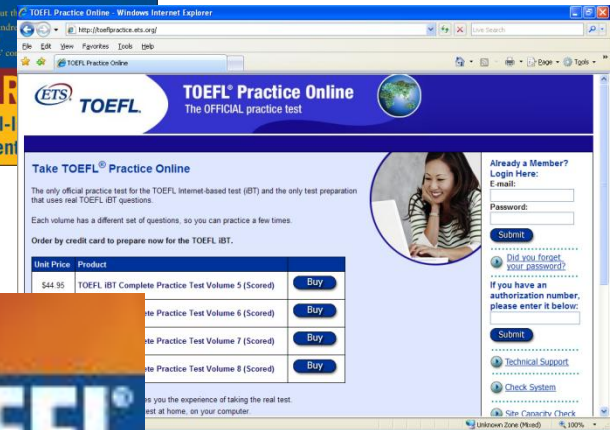 TOEFL Practice Online - Windows Internet Explorer
http://toeflpractice.ets.org/
Live Search
File Edit View Favorites Tools Help
TOEFL Practice Online
Page Tools
ETS TOEFL.
TOEFL® Practice Online
The OFFICIAL practice test
Take TOEFL® Practice Online
The only official practice test for the TOEFL Internet-based test (iBT) and the only test preparation
that uses real TOEFL iBT questions.
Each volume has a different set of questions, so you can practice a few times.
Order by credit card to prepare now for the TOEFL iBT.
Unit Price Product
$44.95 TOEFL iBT Complete Practice Test Volume 5 (Scored) Buy
ete Practice Test Volume 6 (Scored) Buy
ete Practice Test Volume 7 (Scored) Buy
ete Practice Test Volume 8 (Scored) Buy
es you the experience of taking the real test.
est at home, on your computer.
Already a Member?
Login Here:
E-mail:
Password:
Submit
Did you forget
your password?
If you have an
authorization number,
please enter it below:
Submit
Technical Support
Check System
Site Capacity Check
Unknown Zone (Mixed) 100%